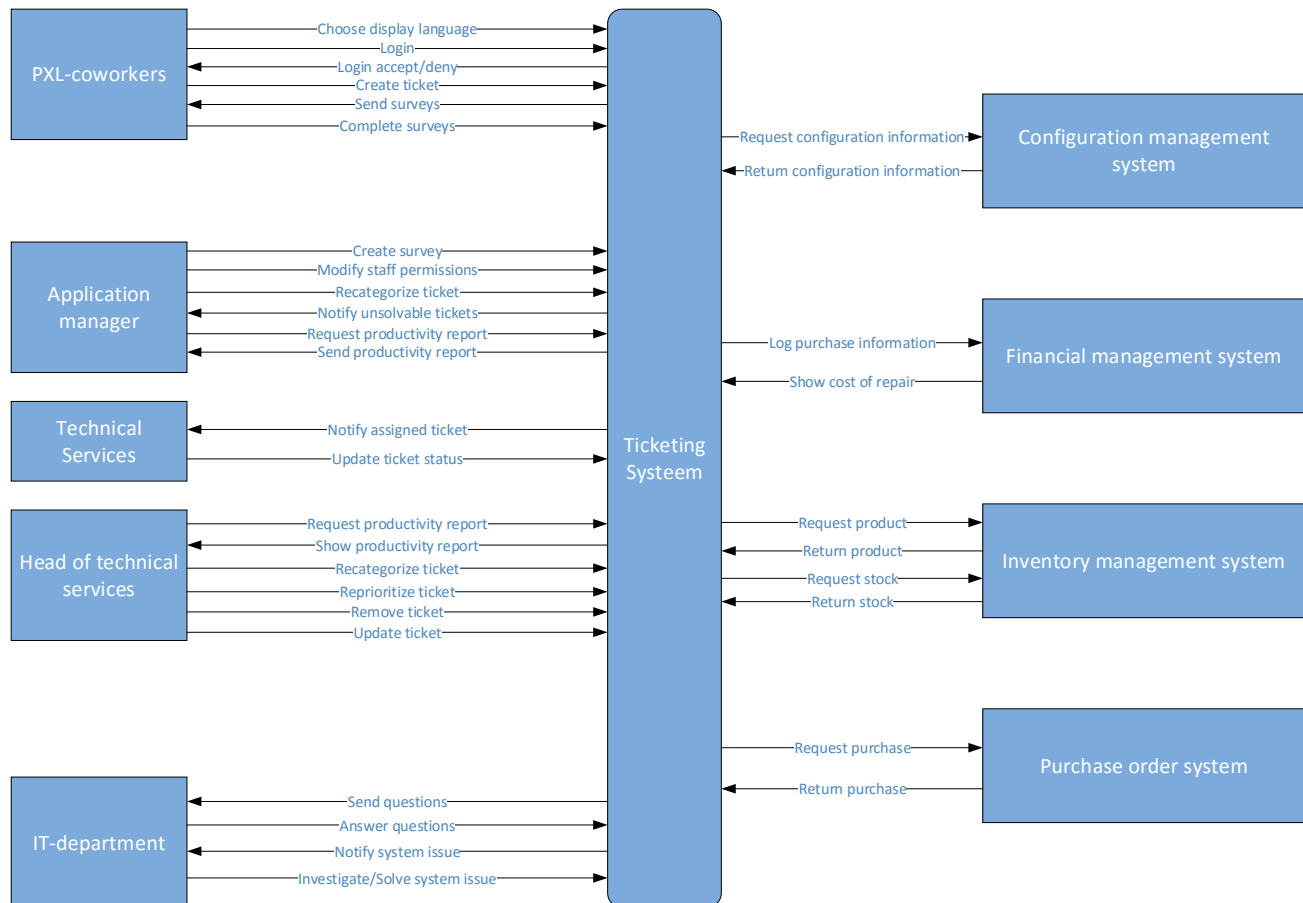 PXL-coworkers
Choose display language
Login
Login accept/deny
Create ticket
Send surveys
Complete surveys
Application
manager
Create survey
Modify staff permissions
Recategorize ticket
Notify unsolvable tickets
Request productivity report
Send productivity report
Technical
Services
Notify assigned ticket
Update ticket status
Head of technical
services
Request productivity report
Show productivity report
Recategorize ticket
Reprioritize ticket
Remove ticket
Update ticket
IT-department
Send questions
Answer questions
Notify system issue
Investigate/Solve system issue
Ticketing
Systeem
Request configuration information
Return configuration information
Configuration management
system
Log purchase information
Show cost of repair
Financial management system
Request product
Return product
Request stock
Return stock
Inventory management system
Request purchase
Return purchase
Purchase order system